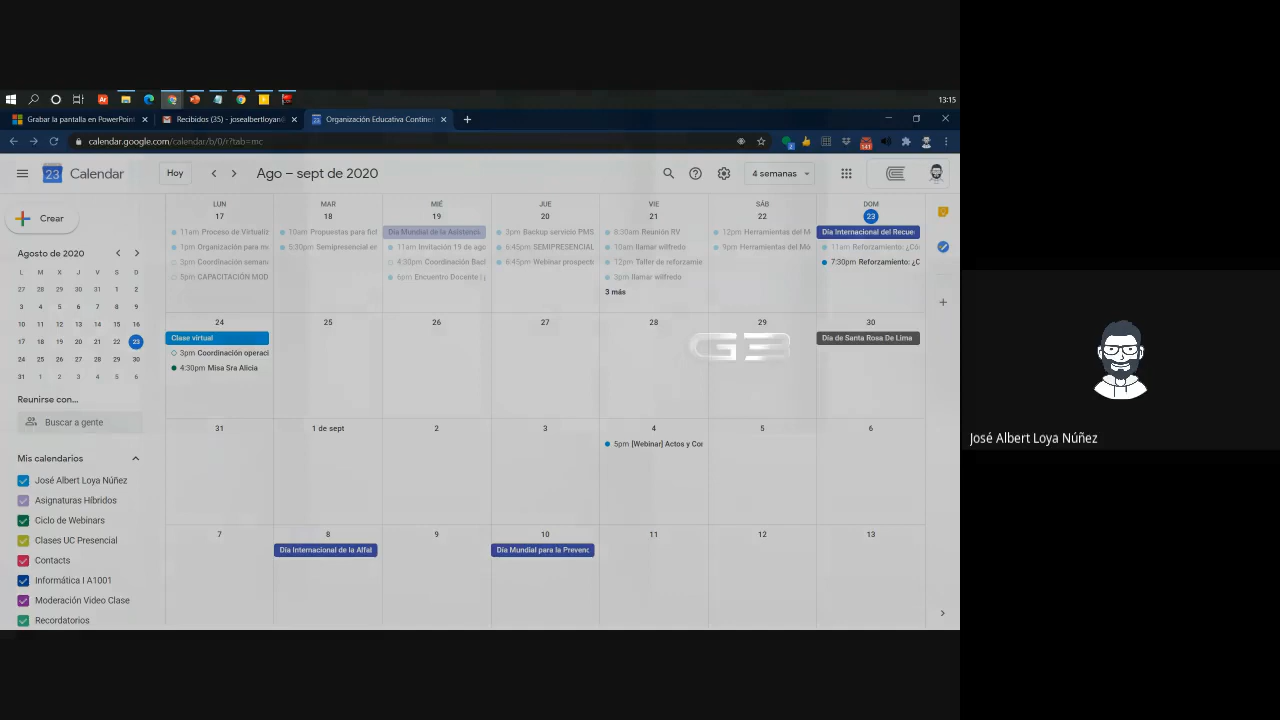 13:15
Grabar la pantalla en PowerPoint
Recibidos (35) - josealbertloyan
Organización Educativa Contine
calendar.google.com/calendar/b/0/r?tab=mc
2
141
23 Calendar
Hoy
Ago – sept de 2020
4 semanas
Crear
Agosto de 2020
L M X J V S D
27 28 29 30 31 1 2
3 4 5 6 7 8 9
10 11 12 13 14 15 16
17 18 19 20 21 22 23
24 25 26 27 28 29 30
31 1 2 3 4 5 6
Reunirse con...
Buscar a gente
Mis calendarios
José Albert Loya Núñez
Asignaturas Híbridos
Ciclo de Webinars
Clases UC Presencial
Contacts
Informática I A1001
Moderación Video Clase
Recordatorios
LUN MAR MIÉ JUE VIE SÁB DOM
17 18 19 20 21 22 23
11am Proceso de Virtualiz
1pm Organización para m
3pm Coordinación seman
5pm CAPACITACIÓN MOD
10am Propuestas para fic
5:30pm Semipresencial e
Día Mundial de la Asistenci
11am Invitación 19 de ago
4:30pm Coordinación Baci
6pm Encuentro Docente |
3pm Backup servicio PMS
5:45pm SEMIPRESENCIAL
6:45pm Webinar prospect
8:30am Reunión RV
10am llamar wilfredo
12pm Taller de reforzamie
3pm llamar wilfredo
3 más
12pm Herramientas del M
9pm Herramientas del Mó
Día Internacional del Recue
11am Reforzamiento: ¿Có
7:30pm Reforzamiento: ¿C
24 25 26 27 28 29 30
Clase virtual
3pm Coordinación operaci
4:30pm Misa Sra Alicia
G3
Día de Santa Rosa De Lima
31 1 de sept 2 3 4 5 6
5pm [Webinar] Actos y Co
7 8 9 10 11 12 13
Día Internacional de la Alfal
Día Mundial para la Prevenc
José Albert Loya Núñez